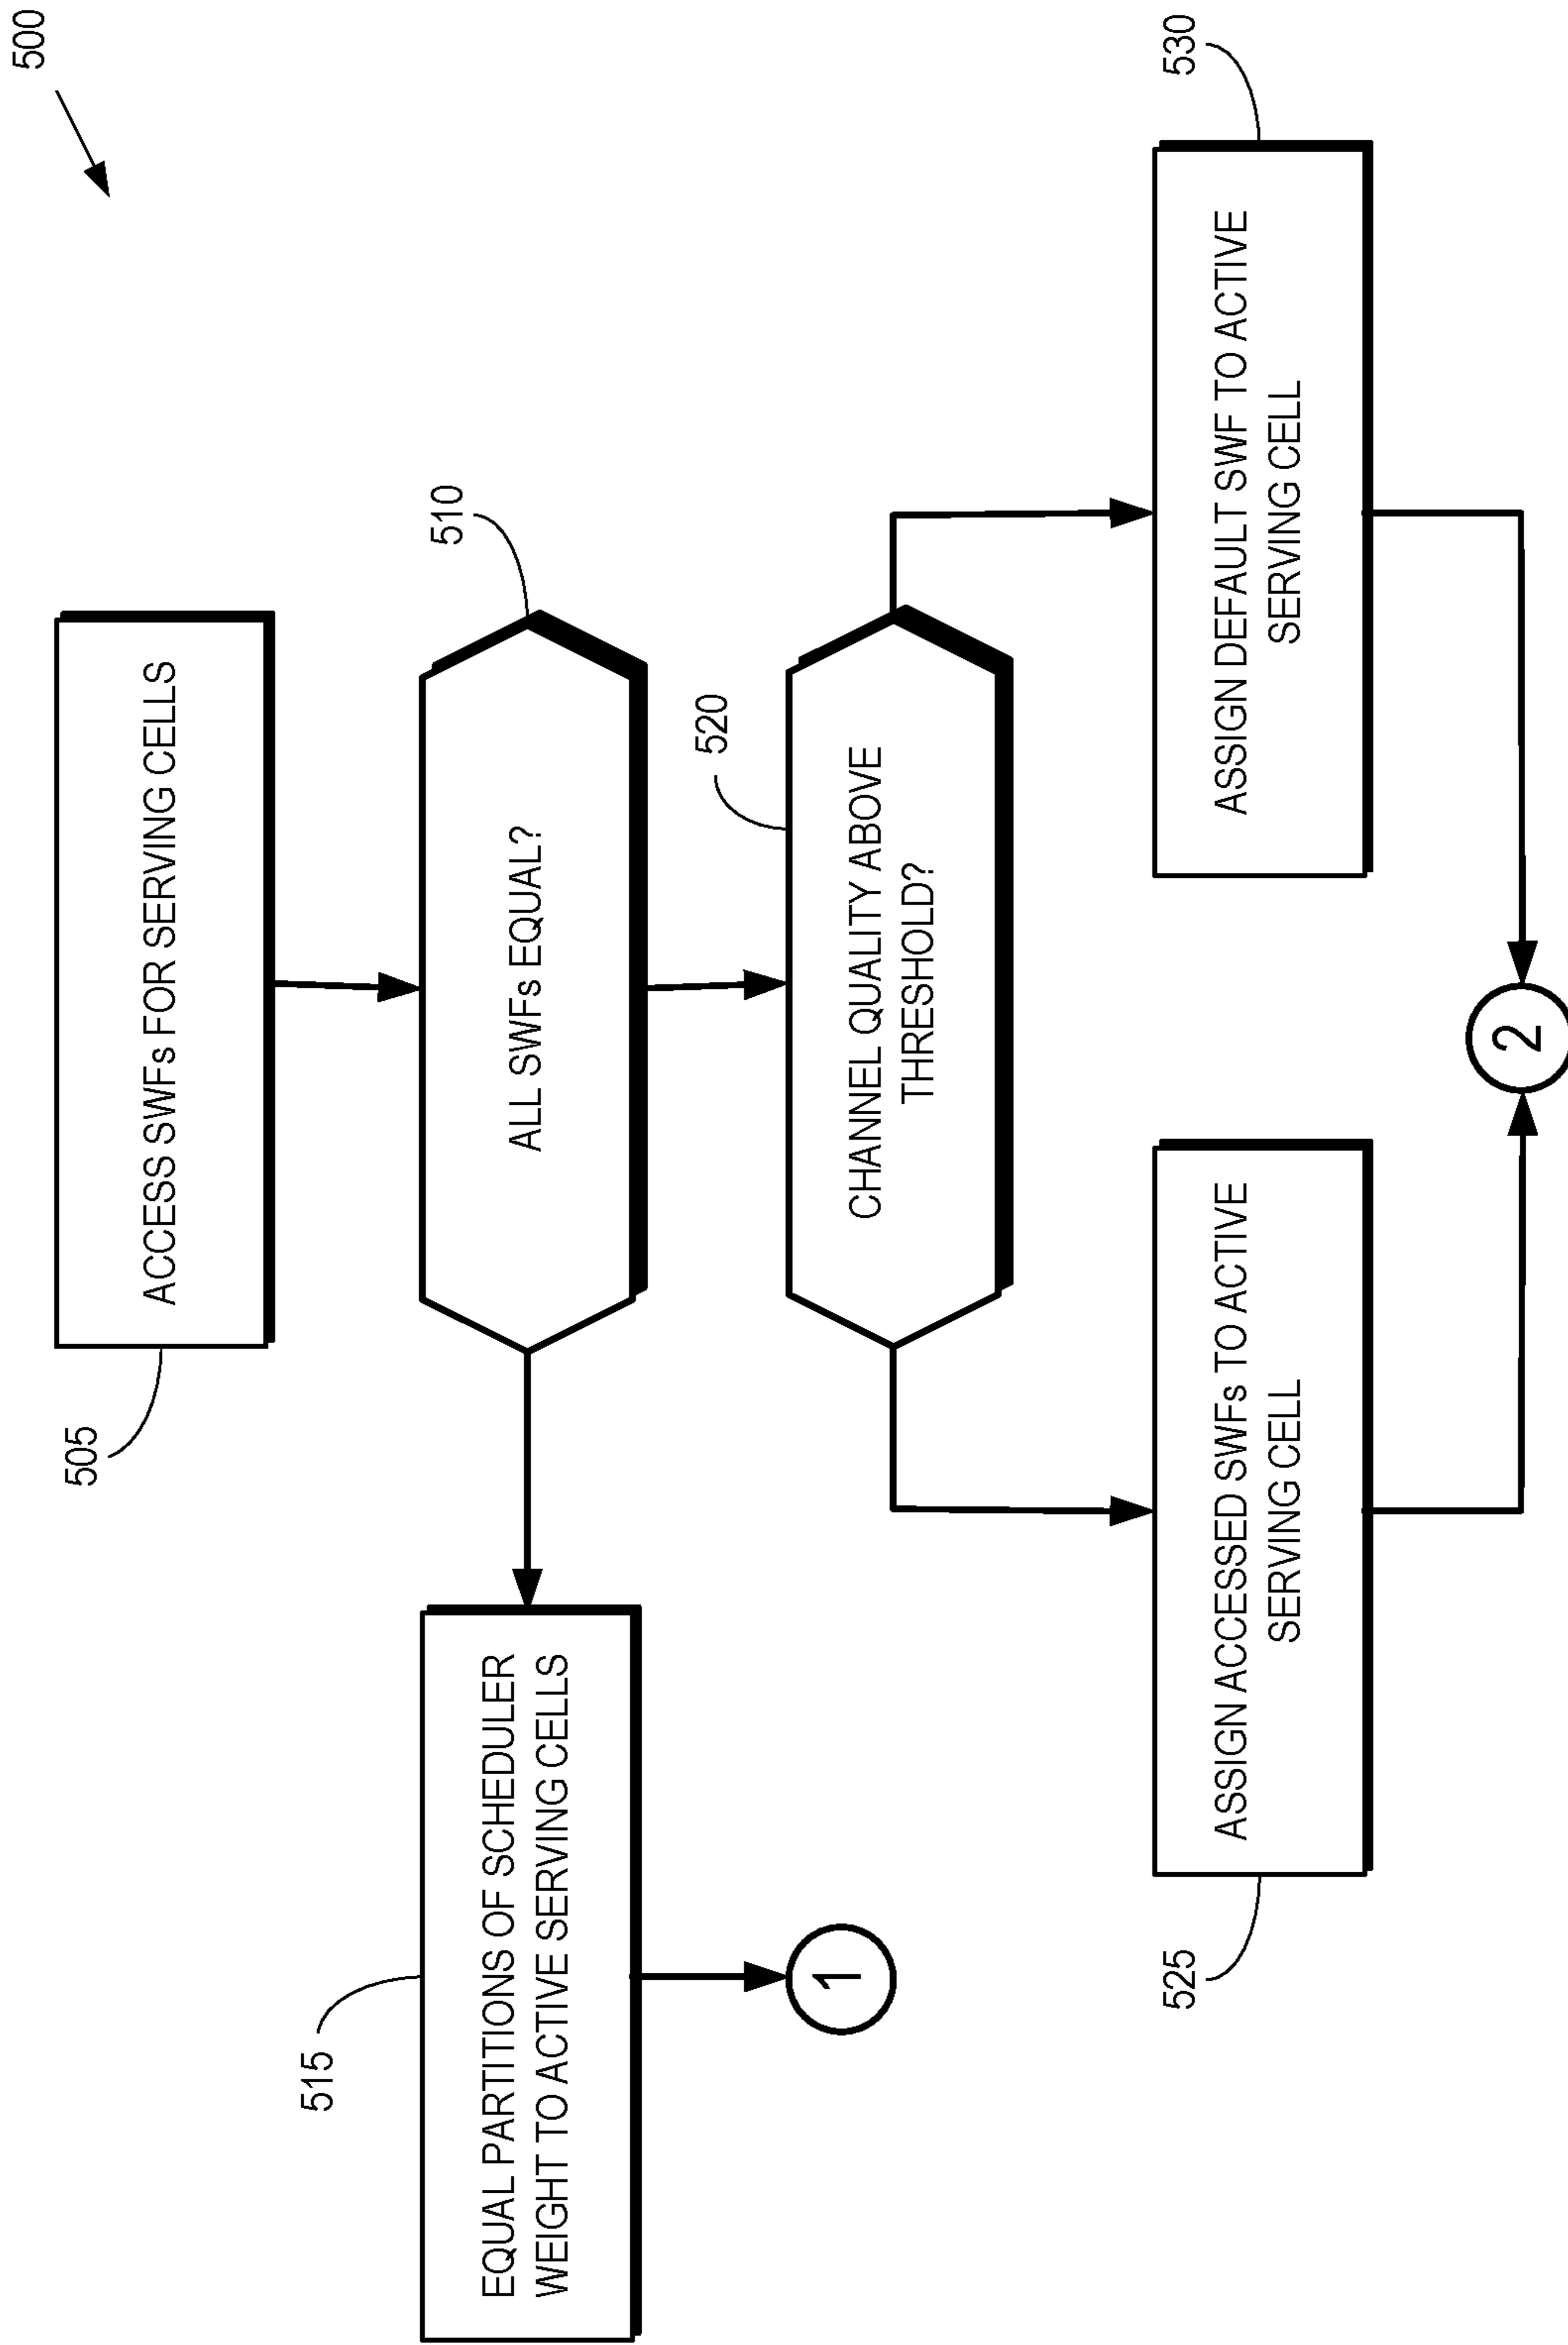 500
505
ACCESS SWFs FOR SERVING CELLS
510
ALL SWFs EQUAL?
515
EQUAL PARTITIONS OF SCHEDULER
WEIGHT TO ACTIVE SERVING CELLS
1
520
CHANNEL QUALITY ABOVE
THRESHOLD?
525
ASSIGN ACCESSED SWFs TO ACTIVE
SERVING CELL
530
ASSIGN DEFAULT SWF TO ACTIVE
SERVING CELL
2